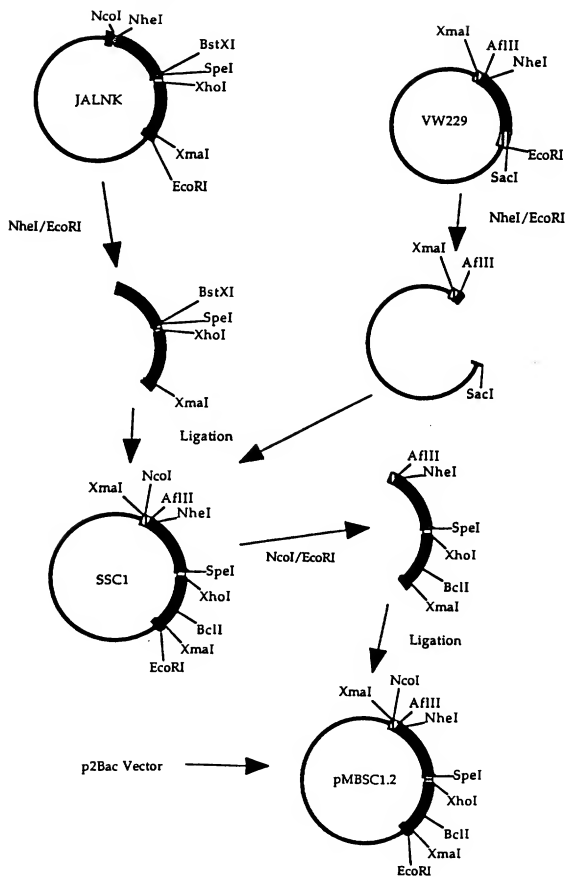 NcoI
NheI
BstXI
SpeI
XhoI
JALNK
XmaI
EcoRI
XmaI
AflII
NheI
VW229
EcoRI
SacI
NheI/EcoRI
NheI/EcoRI
BstXI
SpeI
XhoI
XmaI
XmaI
AflII
SacI
Ligation
NcoI
XmaI
AflII
NheI
SSC1
SpeI
XhoI
BclI
XmaI
EcoRI
NcoI/EcoRI
AflII
NheI
SpeI
XhoI
BclI
XmaI
Ligation
p2Bac Vector
NcoI
XmaI
AflII
NheI
pMBSC1.2
SpeI
XhoI
BclI
XmaI
EcoRI